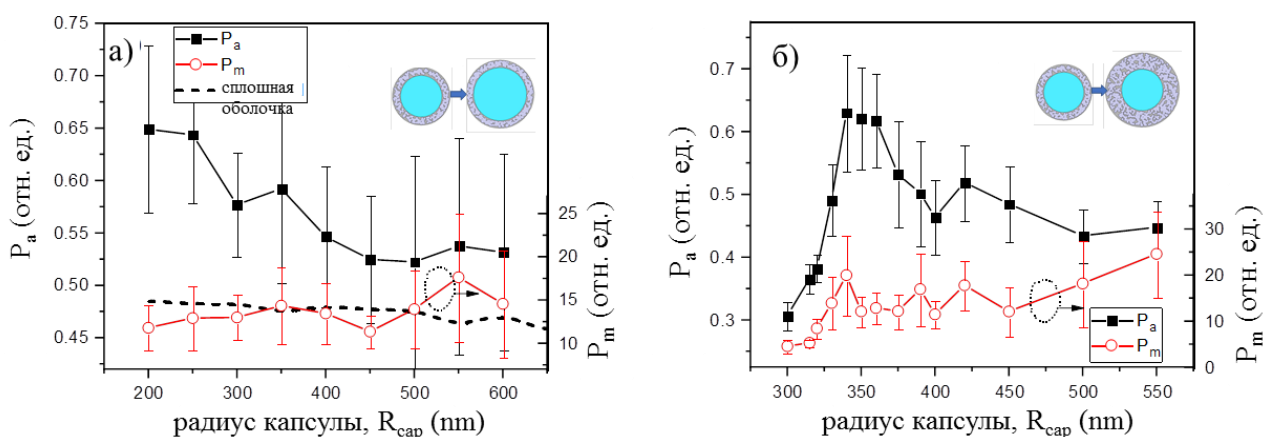 а)
P_a
P_m
сплошная
оболочка
P_a (отн. ед.)
0.75
0.70
0.65
0.60
0.55
0.50
0.45
25
20
15
10
P_m (отн. ед.)
200 300 400 500 600
радиус капсулы, R_cap (nm)
б)
P_a (отн. ед.)
0.7
0.6
0.5
0.4
0.3
30
20
10
0
P_m (отн. ед.)
P_a
P_m
300 350 400 450 500 550
радиус капсулы, R_cap (nm)